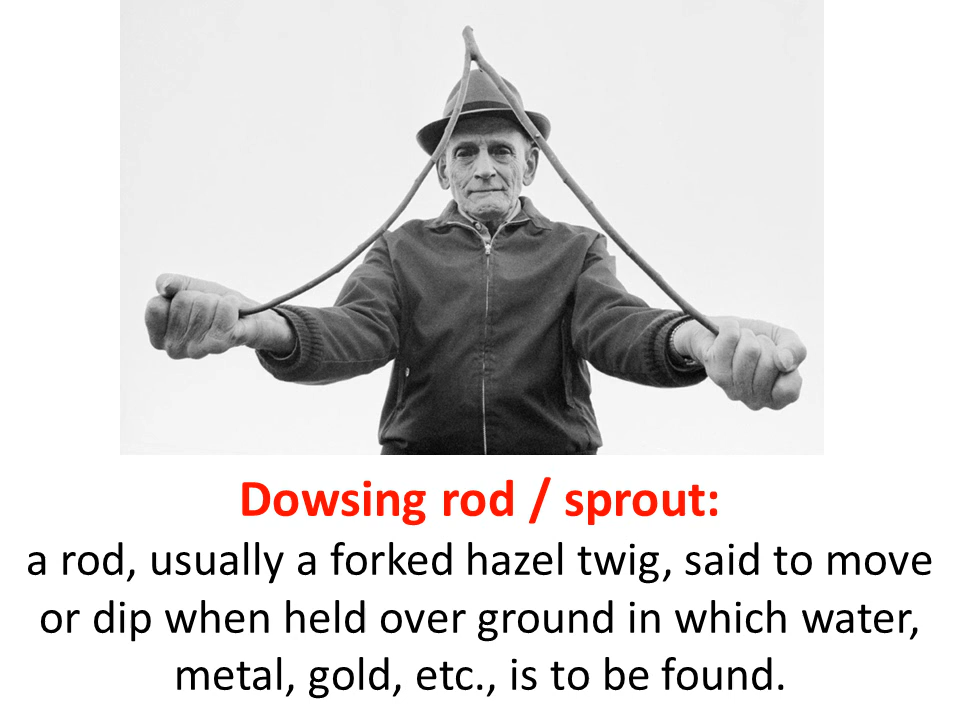 Dowsing rod / sprout:
a rod, usually a forked hazel twig, said to move
or dip when held over ground in which water,
metal, gold, etc., is to be found.